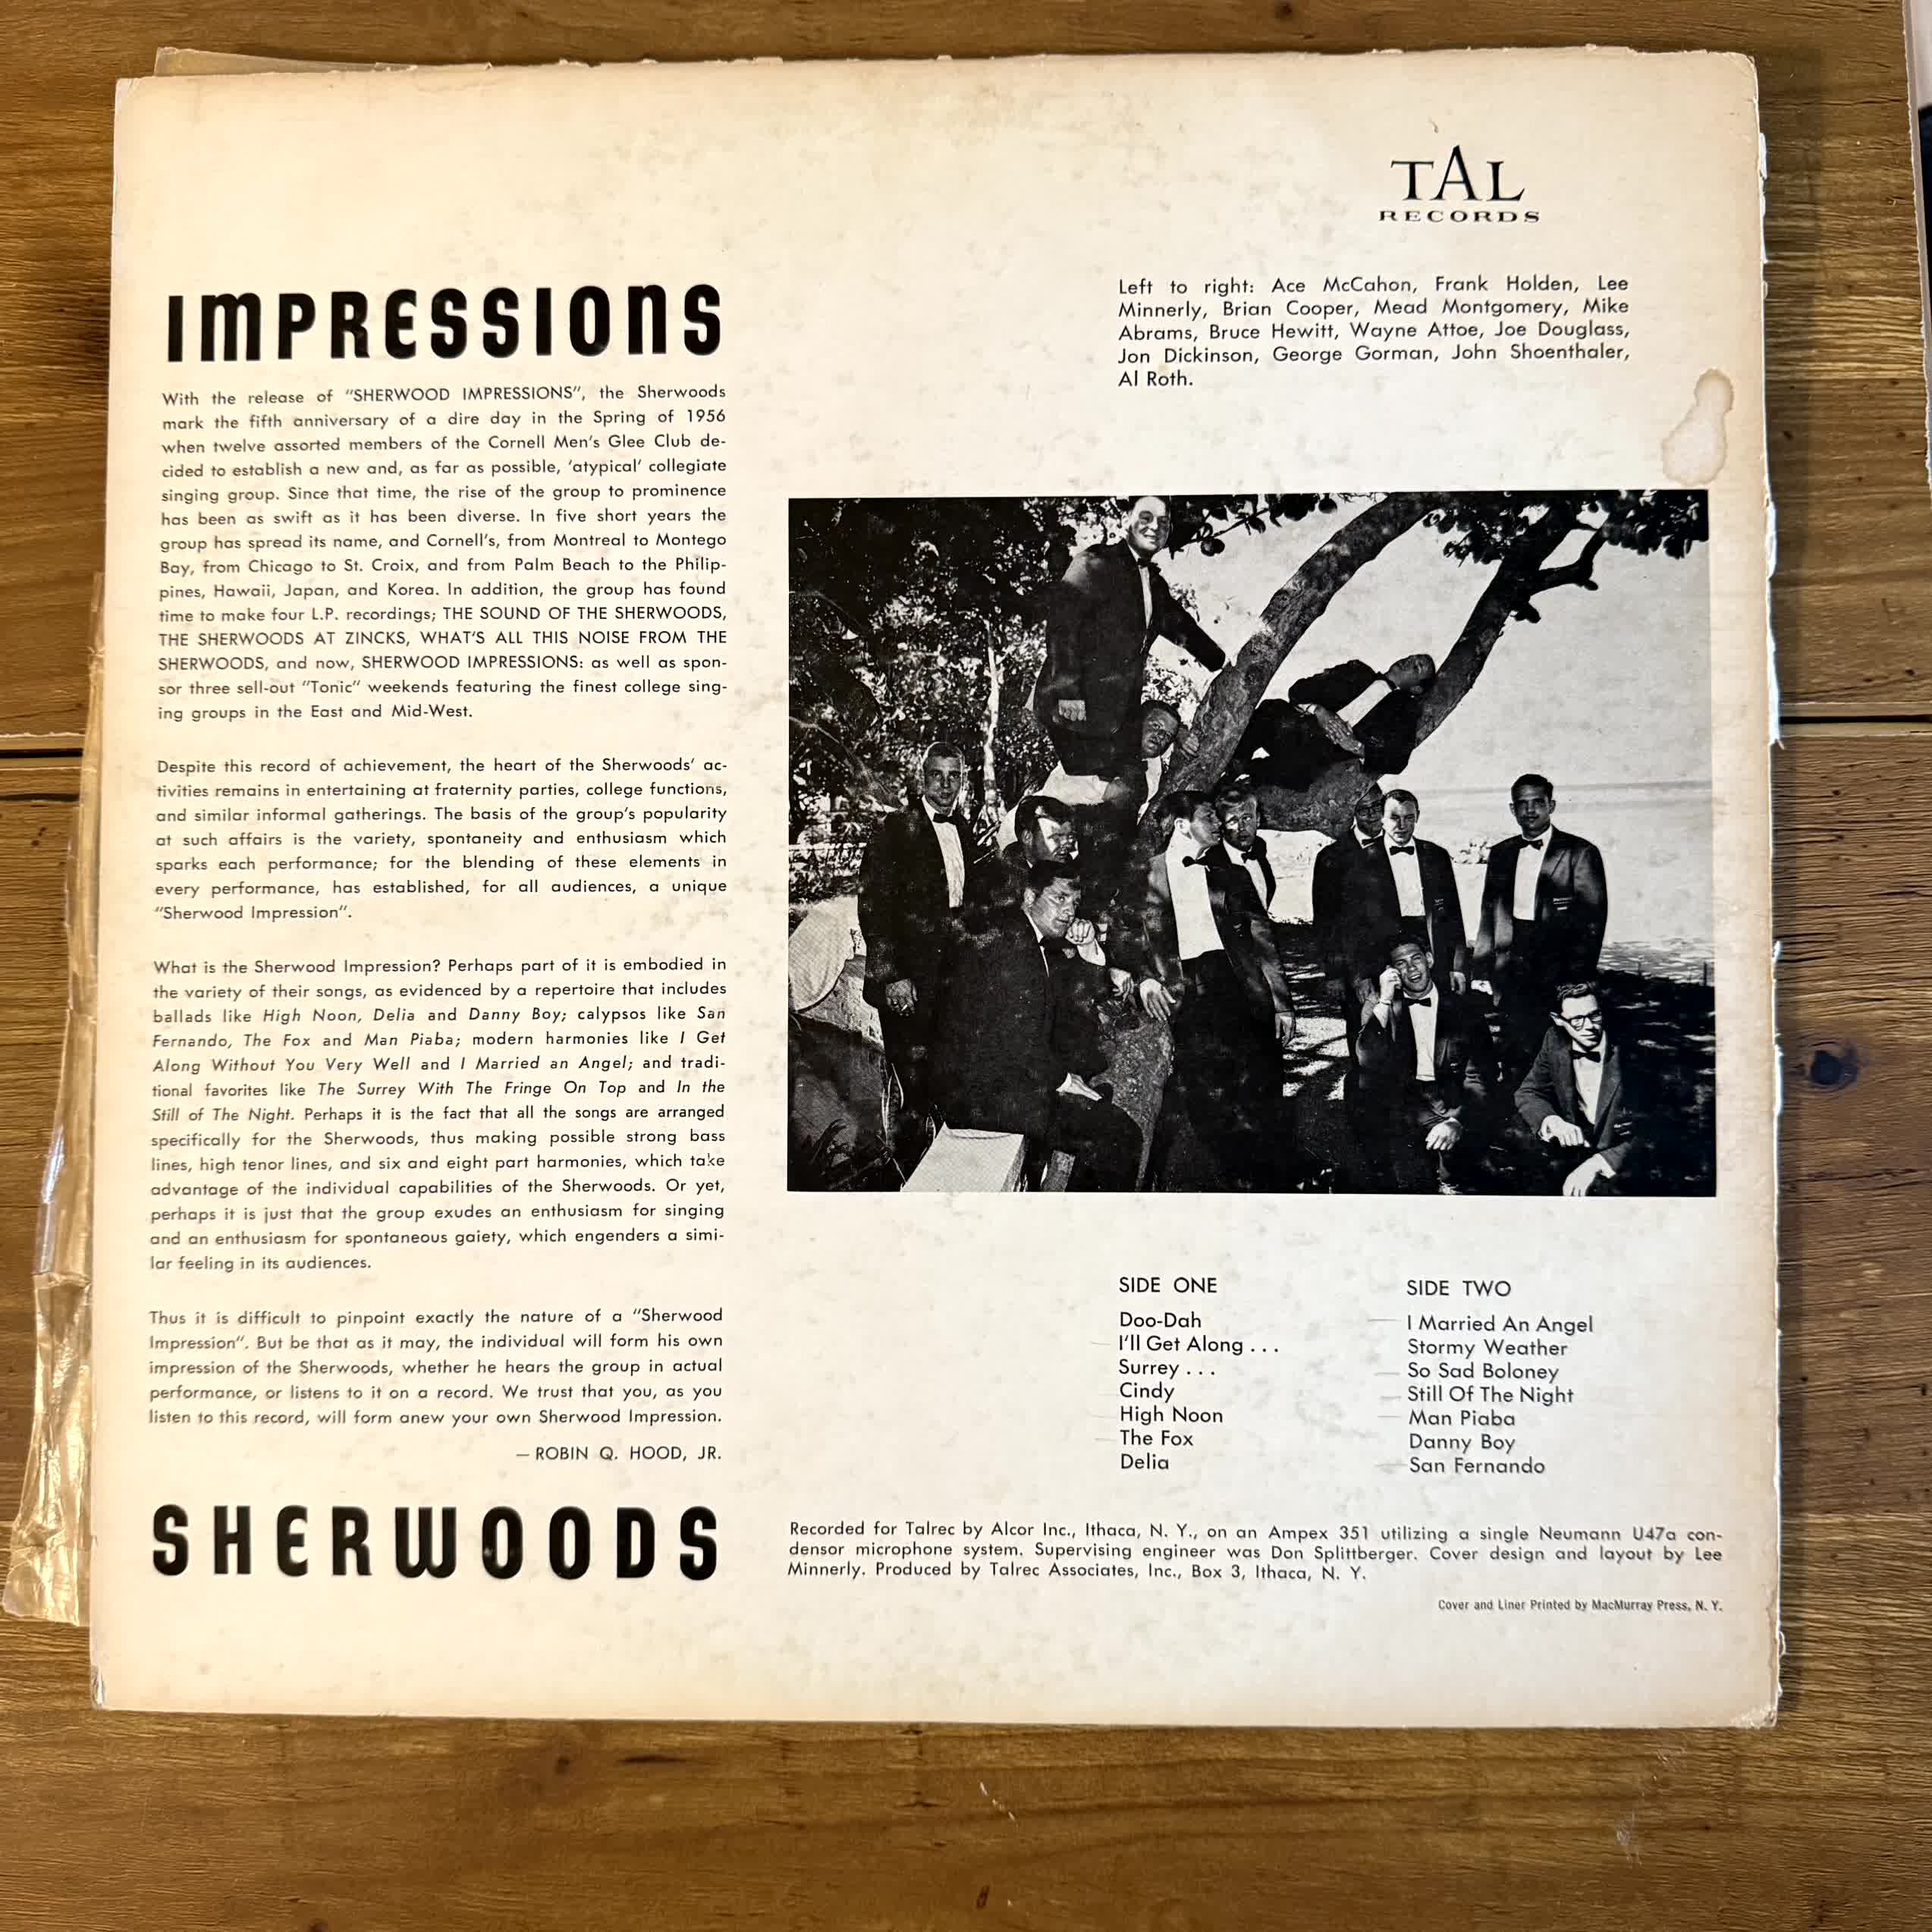 TAL
RECORDS
Left to right: Ace McCahon, Frank Holden, Lee
Minnerly, Brian Cooper, Mead Montgomery, Mike
Abrams, Bruce Hewitt, Wayne Attoe, Joe Douglass,
Jon Dickinson, George Gorman, John Shoenthaler,
Al Roth.
IMPRESSIONS
With the release of "SHERWOOD IMPRESSIONS", the Sherwoods
mark the fifth anniversary of a dire day in the Spring of 1956
when twelve assorted members of the Cornell Men's Glee Club de-
cided to establish a new and, as far as possible, 'atypical' collegiate
singing group. Since that time, the rise of the group to prominence
has been as swift as it has been diverse. In five short years the
group has spread its name, and Cornell's, from Montreal to Montego
Bay, from Chicago to St. Croix, and from Palm Beach to the Philip-
pines, Hawaii, Japan, and Korea. In addition, the group has found
time to make four L.P. recordings; THE SOUND OF THE SHERWOODS,
THE SHERWOODS AT ZINCKS, WHAT'S ALL THIS NOISE FROM THE
SHERWOODS, and now, SHERWOOD IMPRESSIONS: as well as spon-
sor three sell-out "Tonic" weekends featuring the finest college sing-
ing groups in the East and Mid-West.
Despite this record of achievement, the heart of the Sherwoods' ac-
tivities remains in entertaining at fraternity parties, college functions,
and similar informal gatherings. The basis of the group's popularity
at such affairs is the variety, spontaneity and enthusiasm which
sparks each performance; for the blending of these elements in
every performance, has established, for all audiences, a unique
"Sherwood Impression".
What is the Sherwood Impression? Perhaps part of it is embodied in
the variety of their songs, as evidenced by a repertoire that includes
ballads like High Noon, Delia and Danny Boy; calypsos like San
Fernando, The Fox and Man Piaba; modern harmonies like I Get
Along Without You Very Well and I Married an Angel; and tradi-
tional favorites like The Surrey With The Fringe On Top and In the
Still of The Night. Perhaps it is the fact that all the songs are arranged
specifically for the Sherwoods, thus making possible strong bass
lines, high tenor lines, and six and eight part harmonies, which take
advantage of the individual capabilities of the Sherwoods. Or yet,
perhaps it is just that the group exudes an enthusiasm for singing
and an enthusiasm for spontaneous gaiety, which engenders a simi-
lar feeling in its audiences.
Thus it is difficult to pinpoint exactly the nature of a "Sherwood
Impression". But be that as it may, the individual will form his own
impression of the Sherwoods, whether he hears the group in actual
performance, or listens to it on a record. We trust that you, as you
listen to this record, will form anew your own Sherwood Impression.
— ROBIN Q. HOOD, JR.
SHERWOODS
SIDE ONE
Doo-Dah
I'll Get Along . . .
Surrey . . .
Cindy
High Noon
The Fox
Delia
SIDE TWO
I Married An Angel
Stormy Weather
So Sad Boloney
Still Of The Night
Man Piaba
Danny Boy
San Fernando
Recorded for Talrec by Alcor Inc., Ithaca, N. Y., on an Ampex 351 utilizing a single Neumann U47a con-
densor microphone system. Supervising engineer was Don Splittberger. Cover design and layout by Lee
Minnerly. Produced by Talrec Associates, Inc., Box 3, Ithaca, N. Y.
Cover and Liner Printed by MacMurray Press, N. Y.